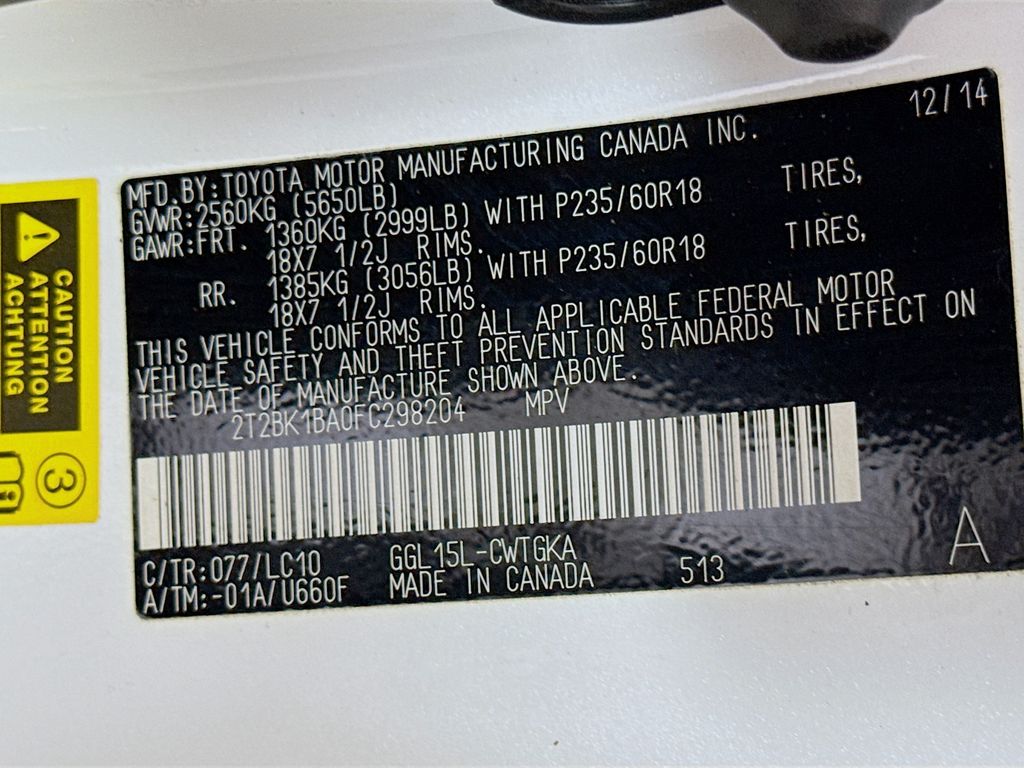 12/14
MFD.BY:TOYOTA MOTOR MANUFACTURING CANADA INC.
GVWR:2560KG (5650LB)
GAWR:FRT. 1360KG (2999LB) WITH P235/60R18 TIRES,
18X7 1/2J RIMS.
RR. 1385KG (3056LB) WITH P235/60R18 TIRES,
18X7 1/2J RIMS.
THIS VEHICLE CONFORMS TO ALL APPLICABLE FEDERAL MOTOR
VEHICLE SAFETY AND THEFT PREVENTION STANDARDS IN EFFECT ON
THE DATE OF MANUFACTURE SHOWN ABOVE.
2T2BK1BA0FC298204 MPV
C/TR:077/LC10 GGL15L-CWTGKA
A/TM:-01A/U660F MADE IN CANADA 513 A
CAUTION
ATTENTION
ACHTUNG
3